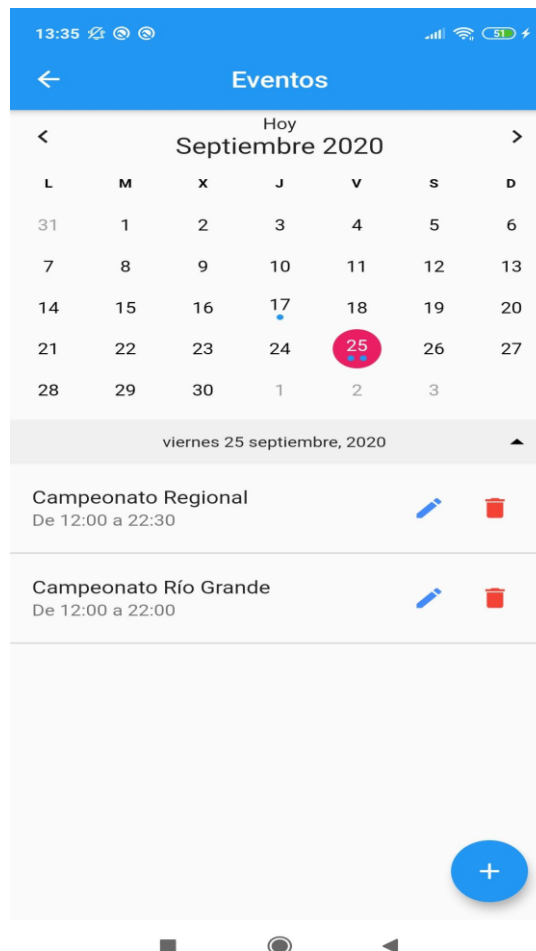 13:35 51
Eventos
Hoy
Septiembre 2020
L M X J V S D
31 1 2 3 4 5 6
7 8 9 10 11 12 13
14 15 16 17 18 19 20
21 22 23 24 25 26 27
28 29 30 1 2 3
viernes 25 septiembre, 2020
Campeonato Regional
De 12:00 a 22:30
Campeonato Río Grande
De 12:00 a 22:00